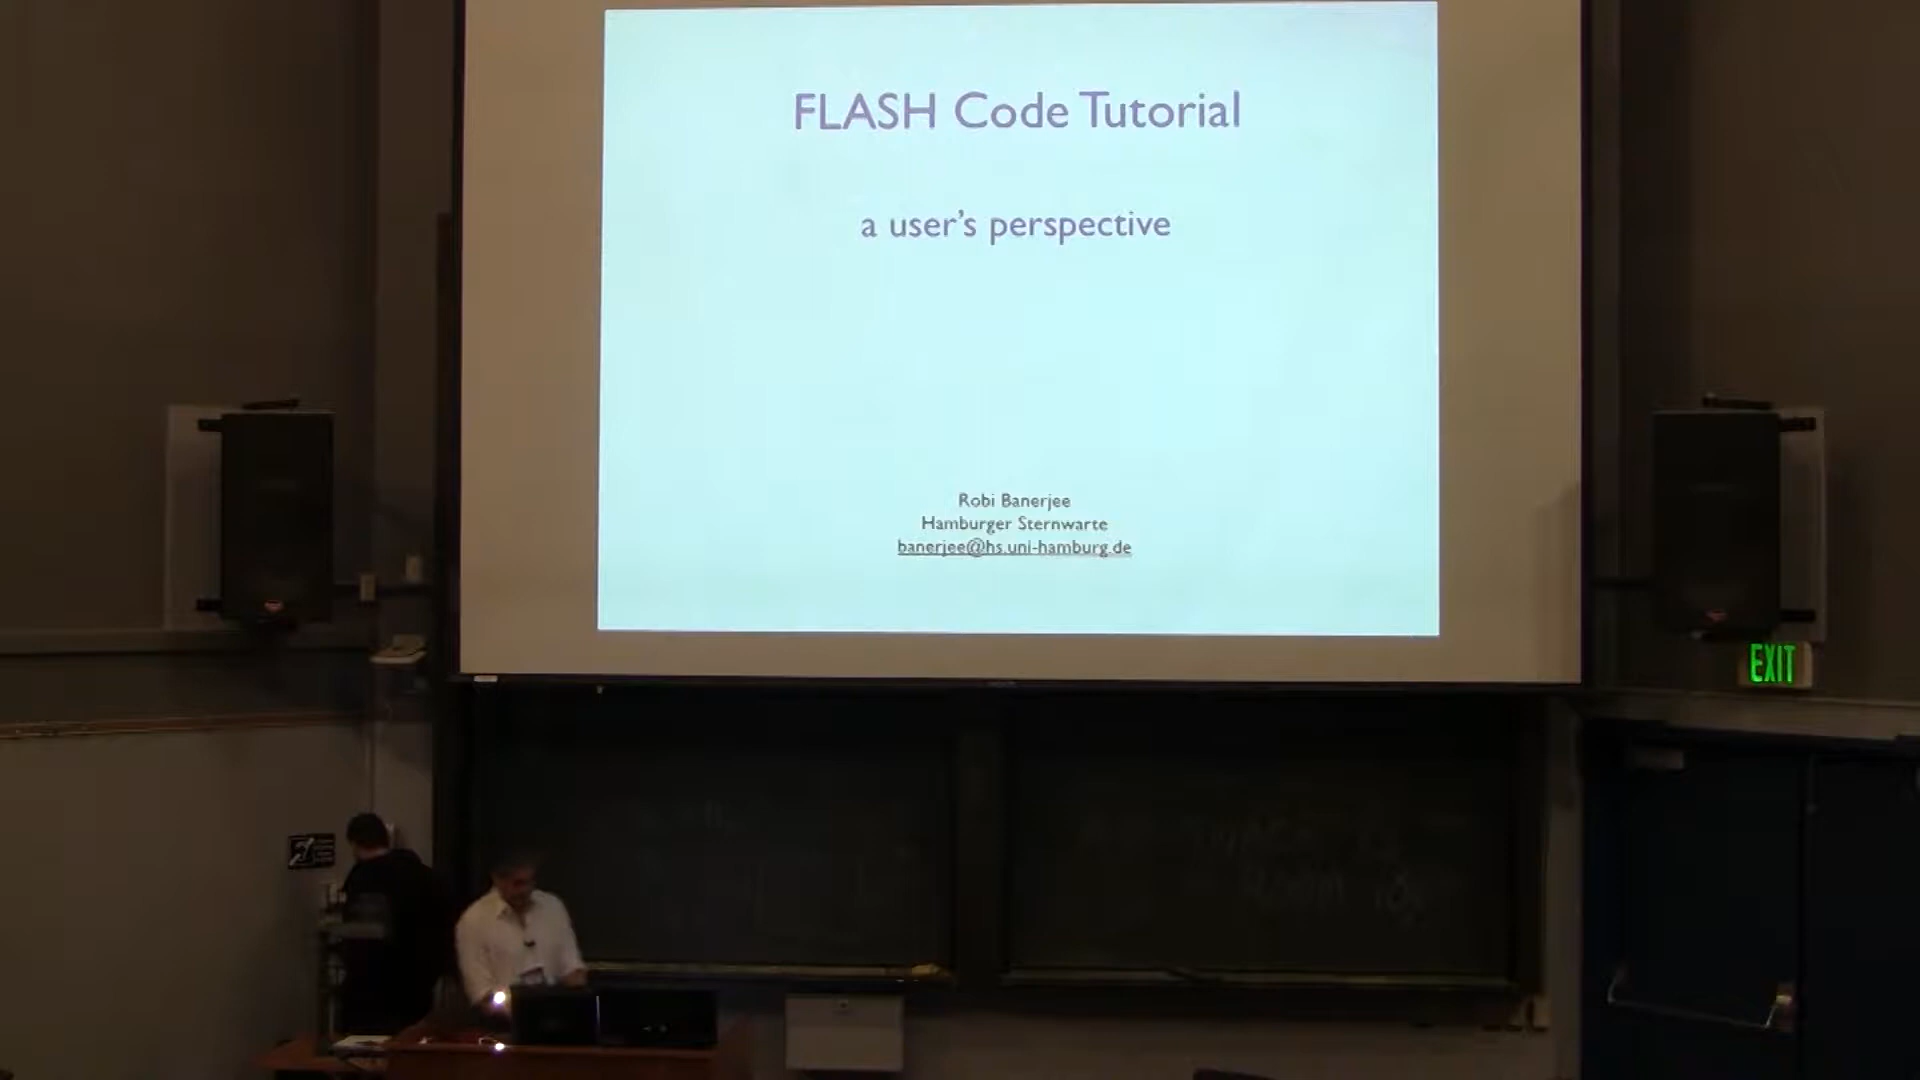 FLASH Code Tutorial
a user's perspective
Robi Banerjee
Hamburger Sternwarte
banerjee@hs.uni-hamburg.de
EXIT